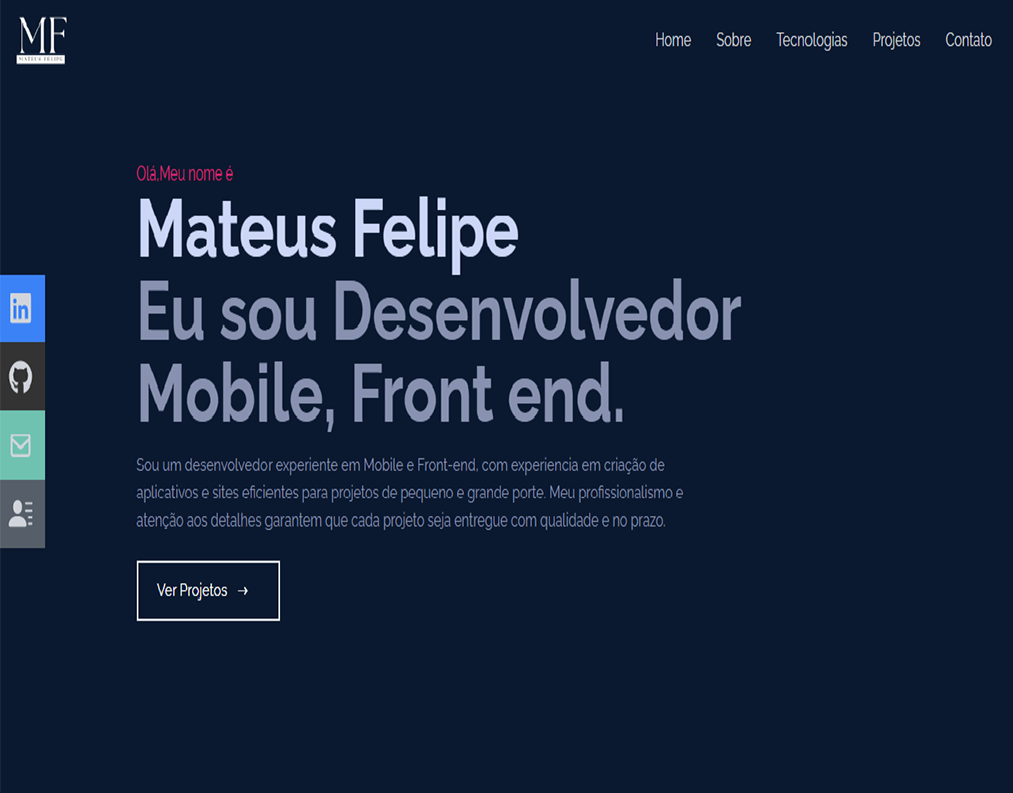 MF
MATEUS FELIPE
Home Sobre Tecnologias Projetos Contato
Olá,Meu nome é
Mateus Felipe
Eu sou Desenvolvedor
Mobile, Front end.
in
Sou um desenvolvedor experiente em Mobile e Front-end, com experiencia em criação de
aplicativos e sites eficientes para projetos de pequeno e grande porte. Meu profissionalismo e
atenção aos detalhes garantem que cada projeto seja entregue com qualidade e no prazo.
Ver Projetos →